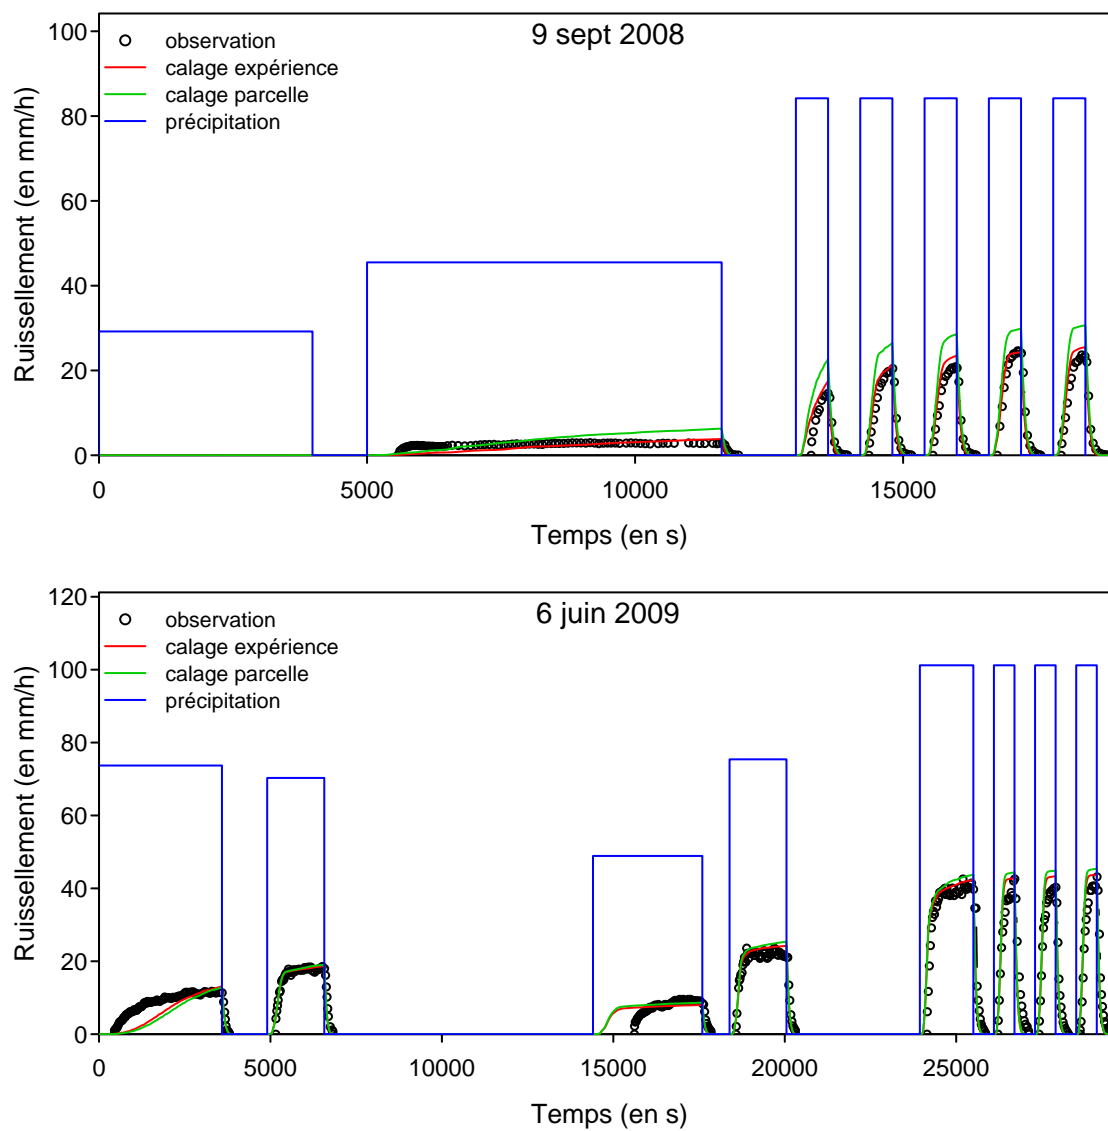 9 sept 2008
observation
calage expérience
calage parcelle
précipitation
Ruissellement (en mm/h)
100
80
60
40
20
0
0 5000 10000 15000
Temps (en s)
6 juin 2009
observation
calage expérience
calage parcelle
précipitation
Ruissellement (en mm/h)
120
100
80
60
40
20
0
0 5000 10000 15000 20000 25000
Temps (en s)